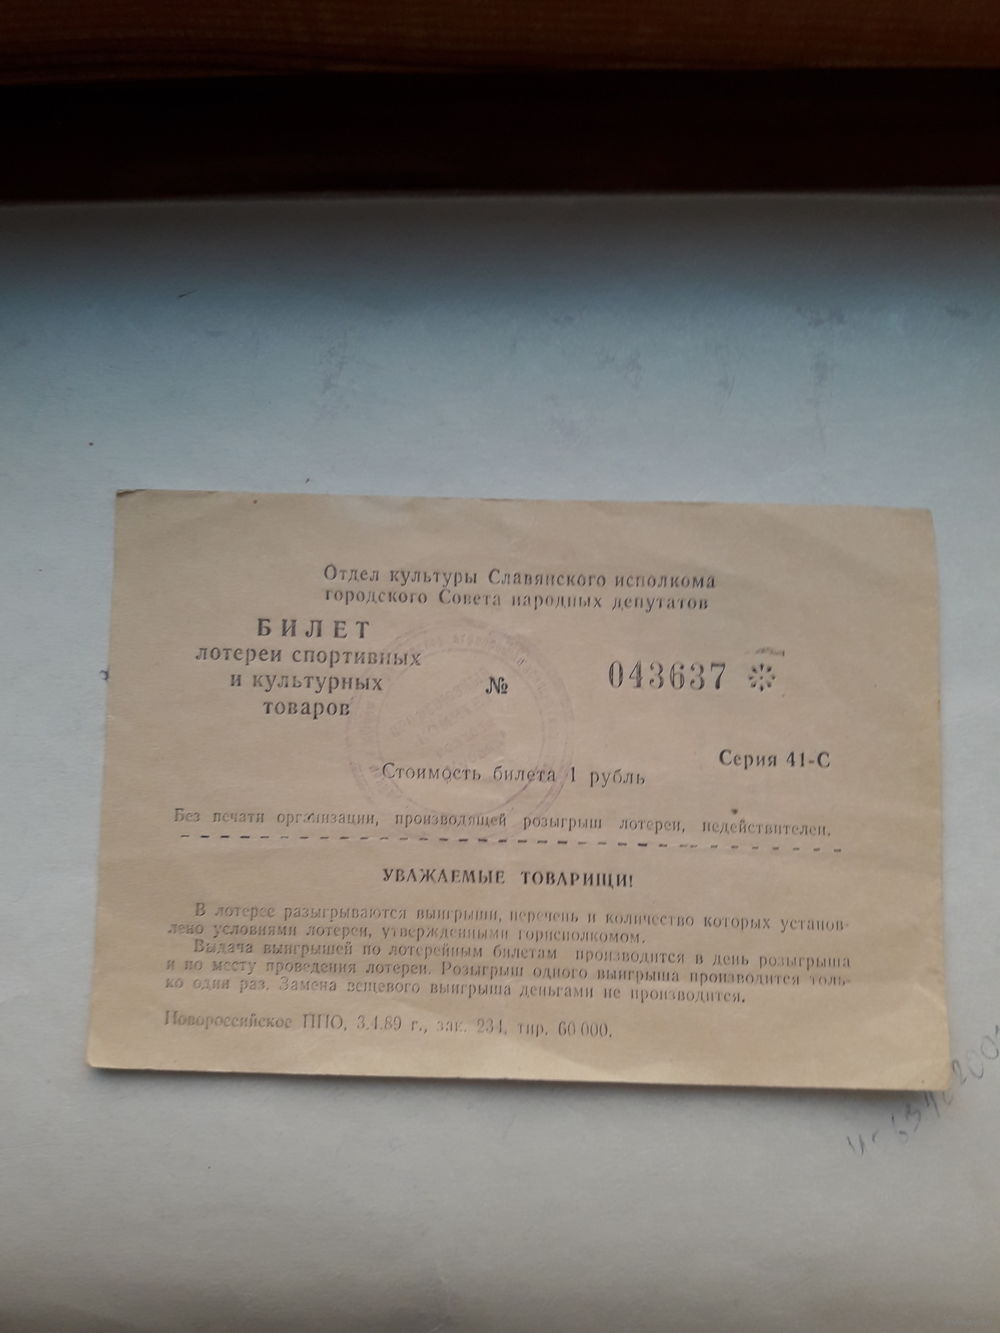 Отдел культуры Славянского исполкома
городского Совета народных депутатов
БИЛЕТ
лотереи спортивных
и культурных
товаров
№ 043637
Серия 41-С
Стоимость билета 1 рубль
Без печати организации, производящей розыгрыш лотереи, недействителен.
УВАЖАЕМЫЕ ТОВАРИЩИ!
В лотерее разыгрываются выигрыши, перечень и количество которых установ-
лено условиями лотереи, утвержденными горисполкомом.
Выдача выигрышей по лотерейным билетам производится в день розыгрыша
и по месту проведения лотереи. Розыгрыш одного выигрыша производится толь-
ко один раз. Замена вещевого выигрыша деньгами не производится.
Новороссийское ППО, 3.4.89 г., зак. 234, тир. 60 000.